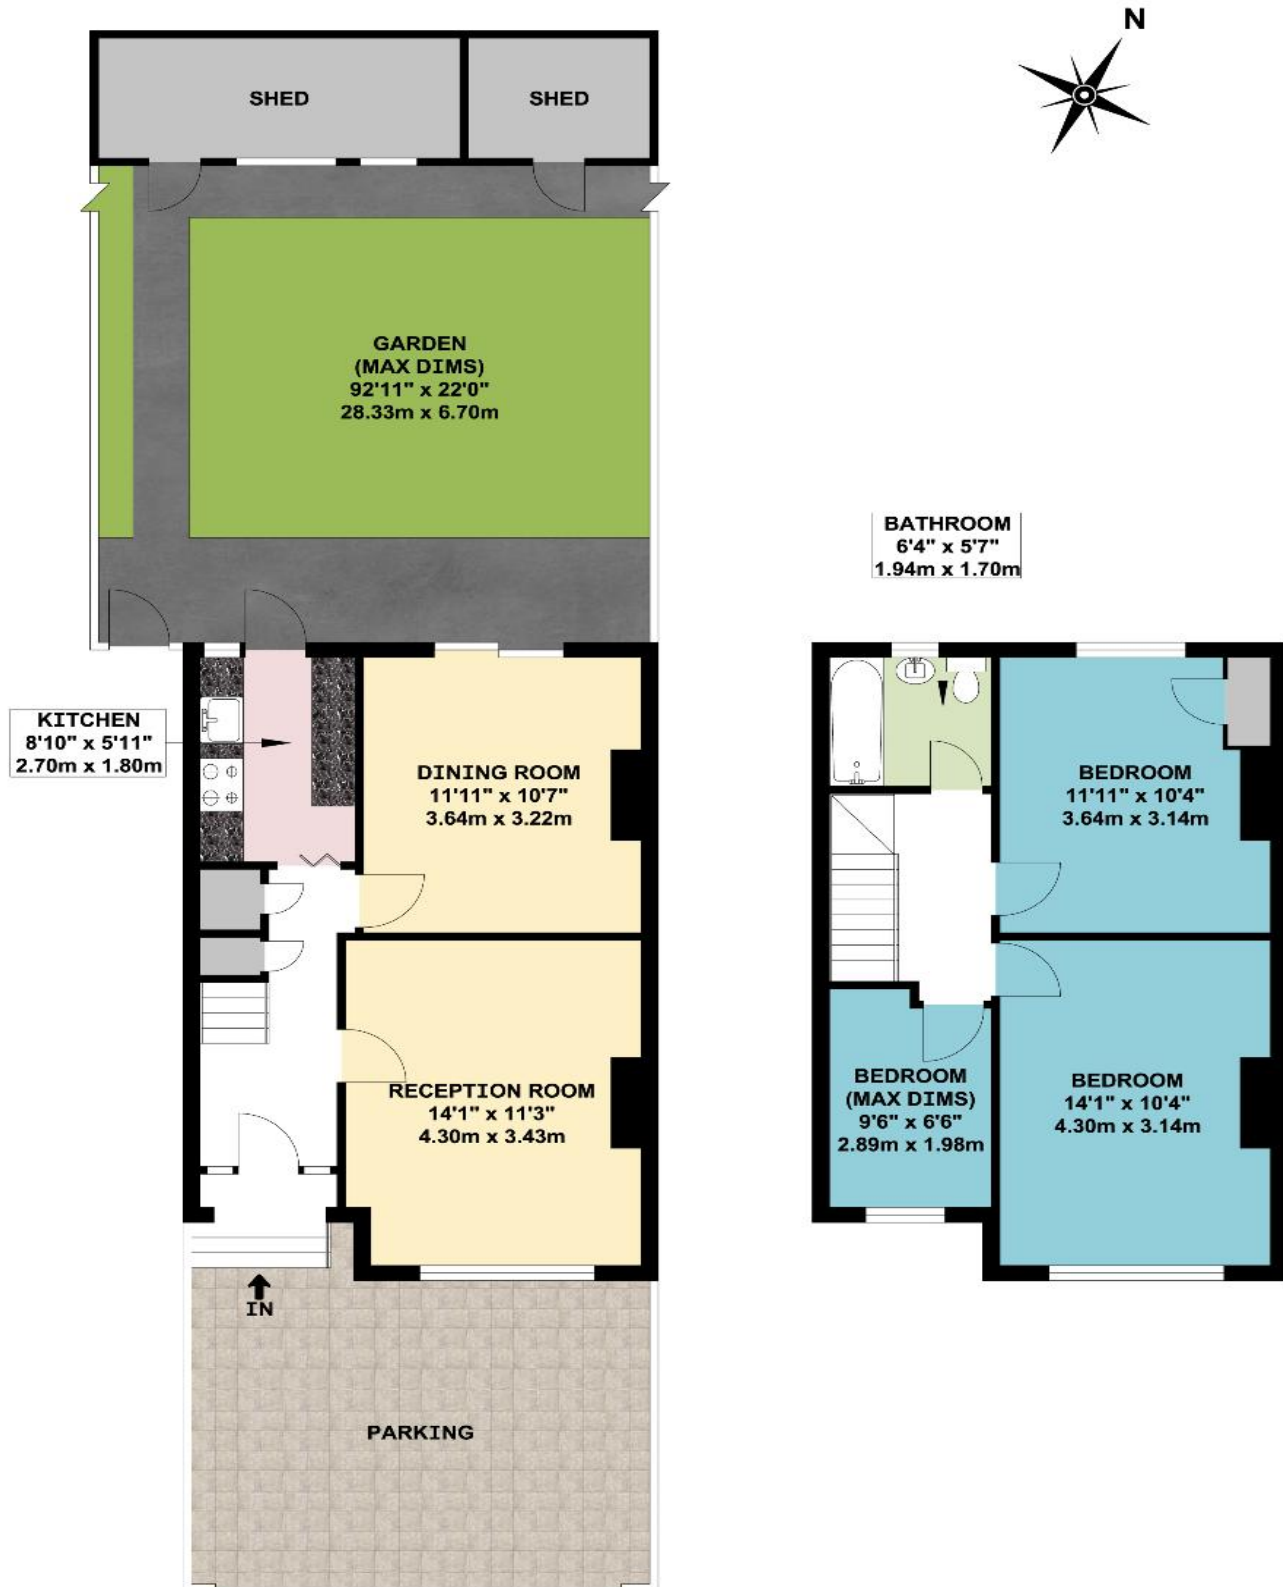 N
SHED
SHED
GARDEN
(MAX DIMS)
92'11" x 22'0"
28.33m x 6.70m
BATHROOM
6'4" x 5'7"
1.94m x 1.70m
KITCHEN
8'10" x 5'11"
2.70m x 1.80m
DINING ROOM
11'11" x 10'7"
3.64m x 3.22m
BEDROOM
11'11" x 10'4"
3.64m x 3.14m
RECEPTION ROOM
14'1" x 11'3"
4.30m x 3.43m
BEDROOM
(MAX DIMS)
9'6" x 6'6"
2.89m x 1.98m
BEDROOM
14'1" x 10'4"
4.30m x 3.14m
IN
PARKING